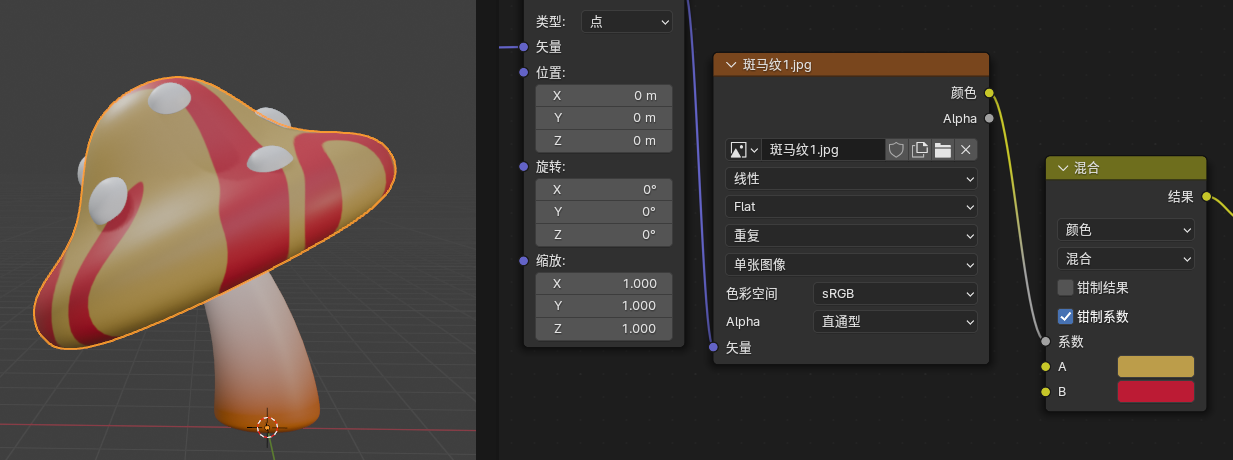 类型:
点
矢量
位置:
X 0 m
Y 0 m
Z 0 m
旋转:
X 0°
Y 0°
Z 0°
缩放:
X 1.000
Y 1.000
Z 1.000
斑马纹1.jpg
颜色
Alpha
斑马纹1.jpg
线性
Flat
重复
单张图像
色彩空间 sRGB
Alpha 直通型
矢量
混合
结果
颜色
混合
钳制结果
钳制系数
系数
A
B